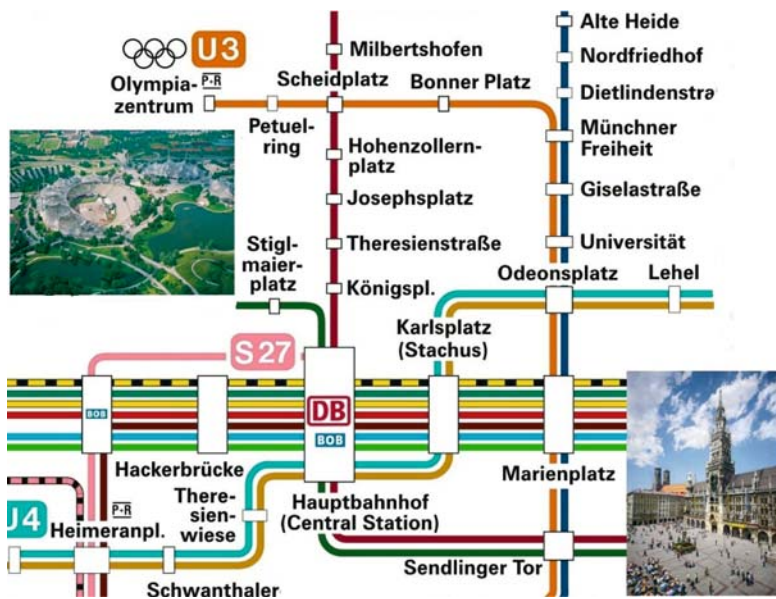 Alte Heide
U3
Milbertshofen
Nordfriedhof
Olympia-
zentrum
P+R
Scheidplatz
Bonner Platz
Dietlindenstra
Petuel-
ring
Münchner
Freiheit
Hohenzollern-
platz
Josephsplatz
Giselastraße
Stigl-
maier-
platz
Theresienstraße
Universität
Königspl.
Odeonsplatz
Lehel
Karlsplatz
(Stachus)
S27
DB
BOB
BOB
Hackerbrücke
Marienplatz
U4
P+R
Heimeranpl.
There-
sien-
wiese
Hauptbahnhof
(Central Station)
Schwanthaler
Sendlinger Tor